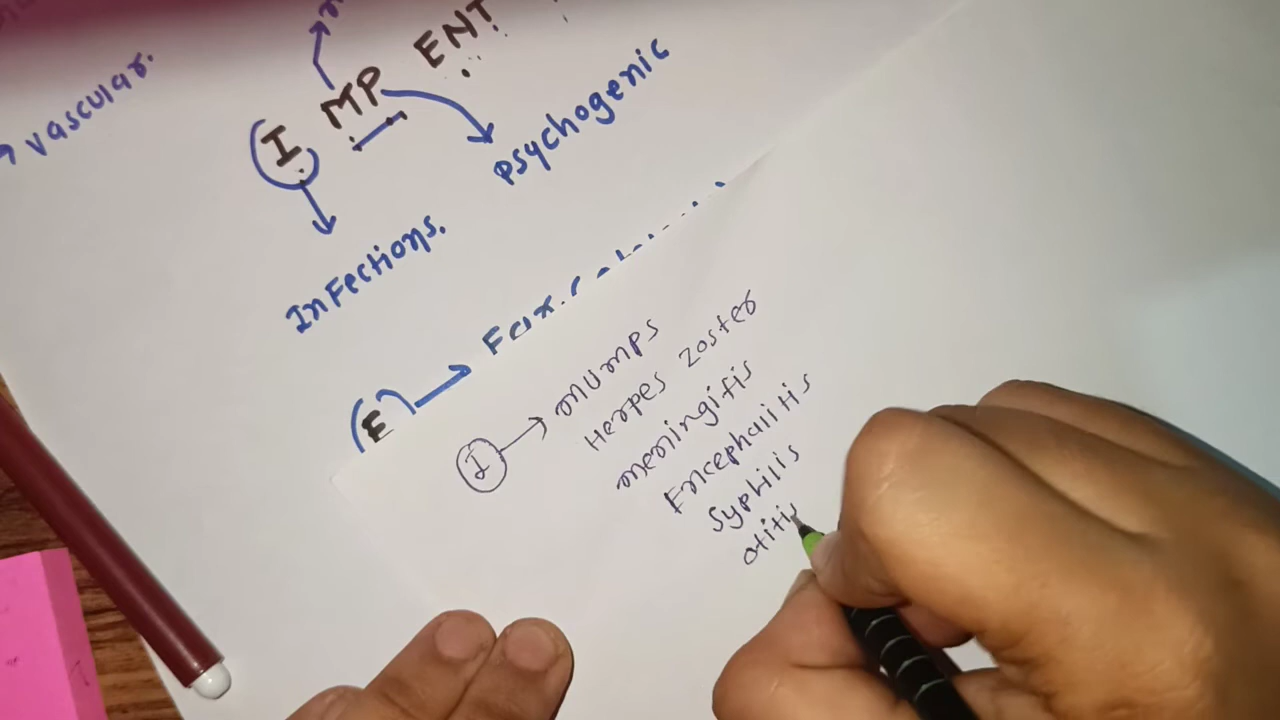 vascular.
I MP ENT
Psychogenic
Infections.
E
I → mumps
Herpes Zoster
meningitis
Encephalitis
Syphilis
otitis